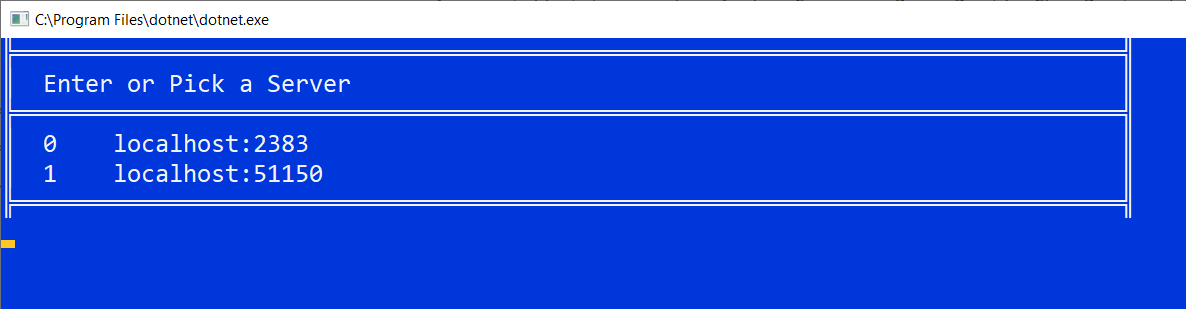 C:\Program Files\dotnet\dotnet.exe
Enter or Pick a Server
0 localhost:2383
1 localhost:51150